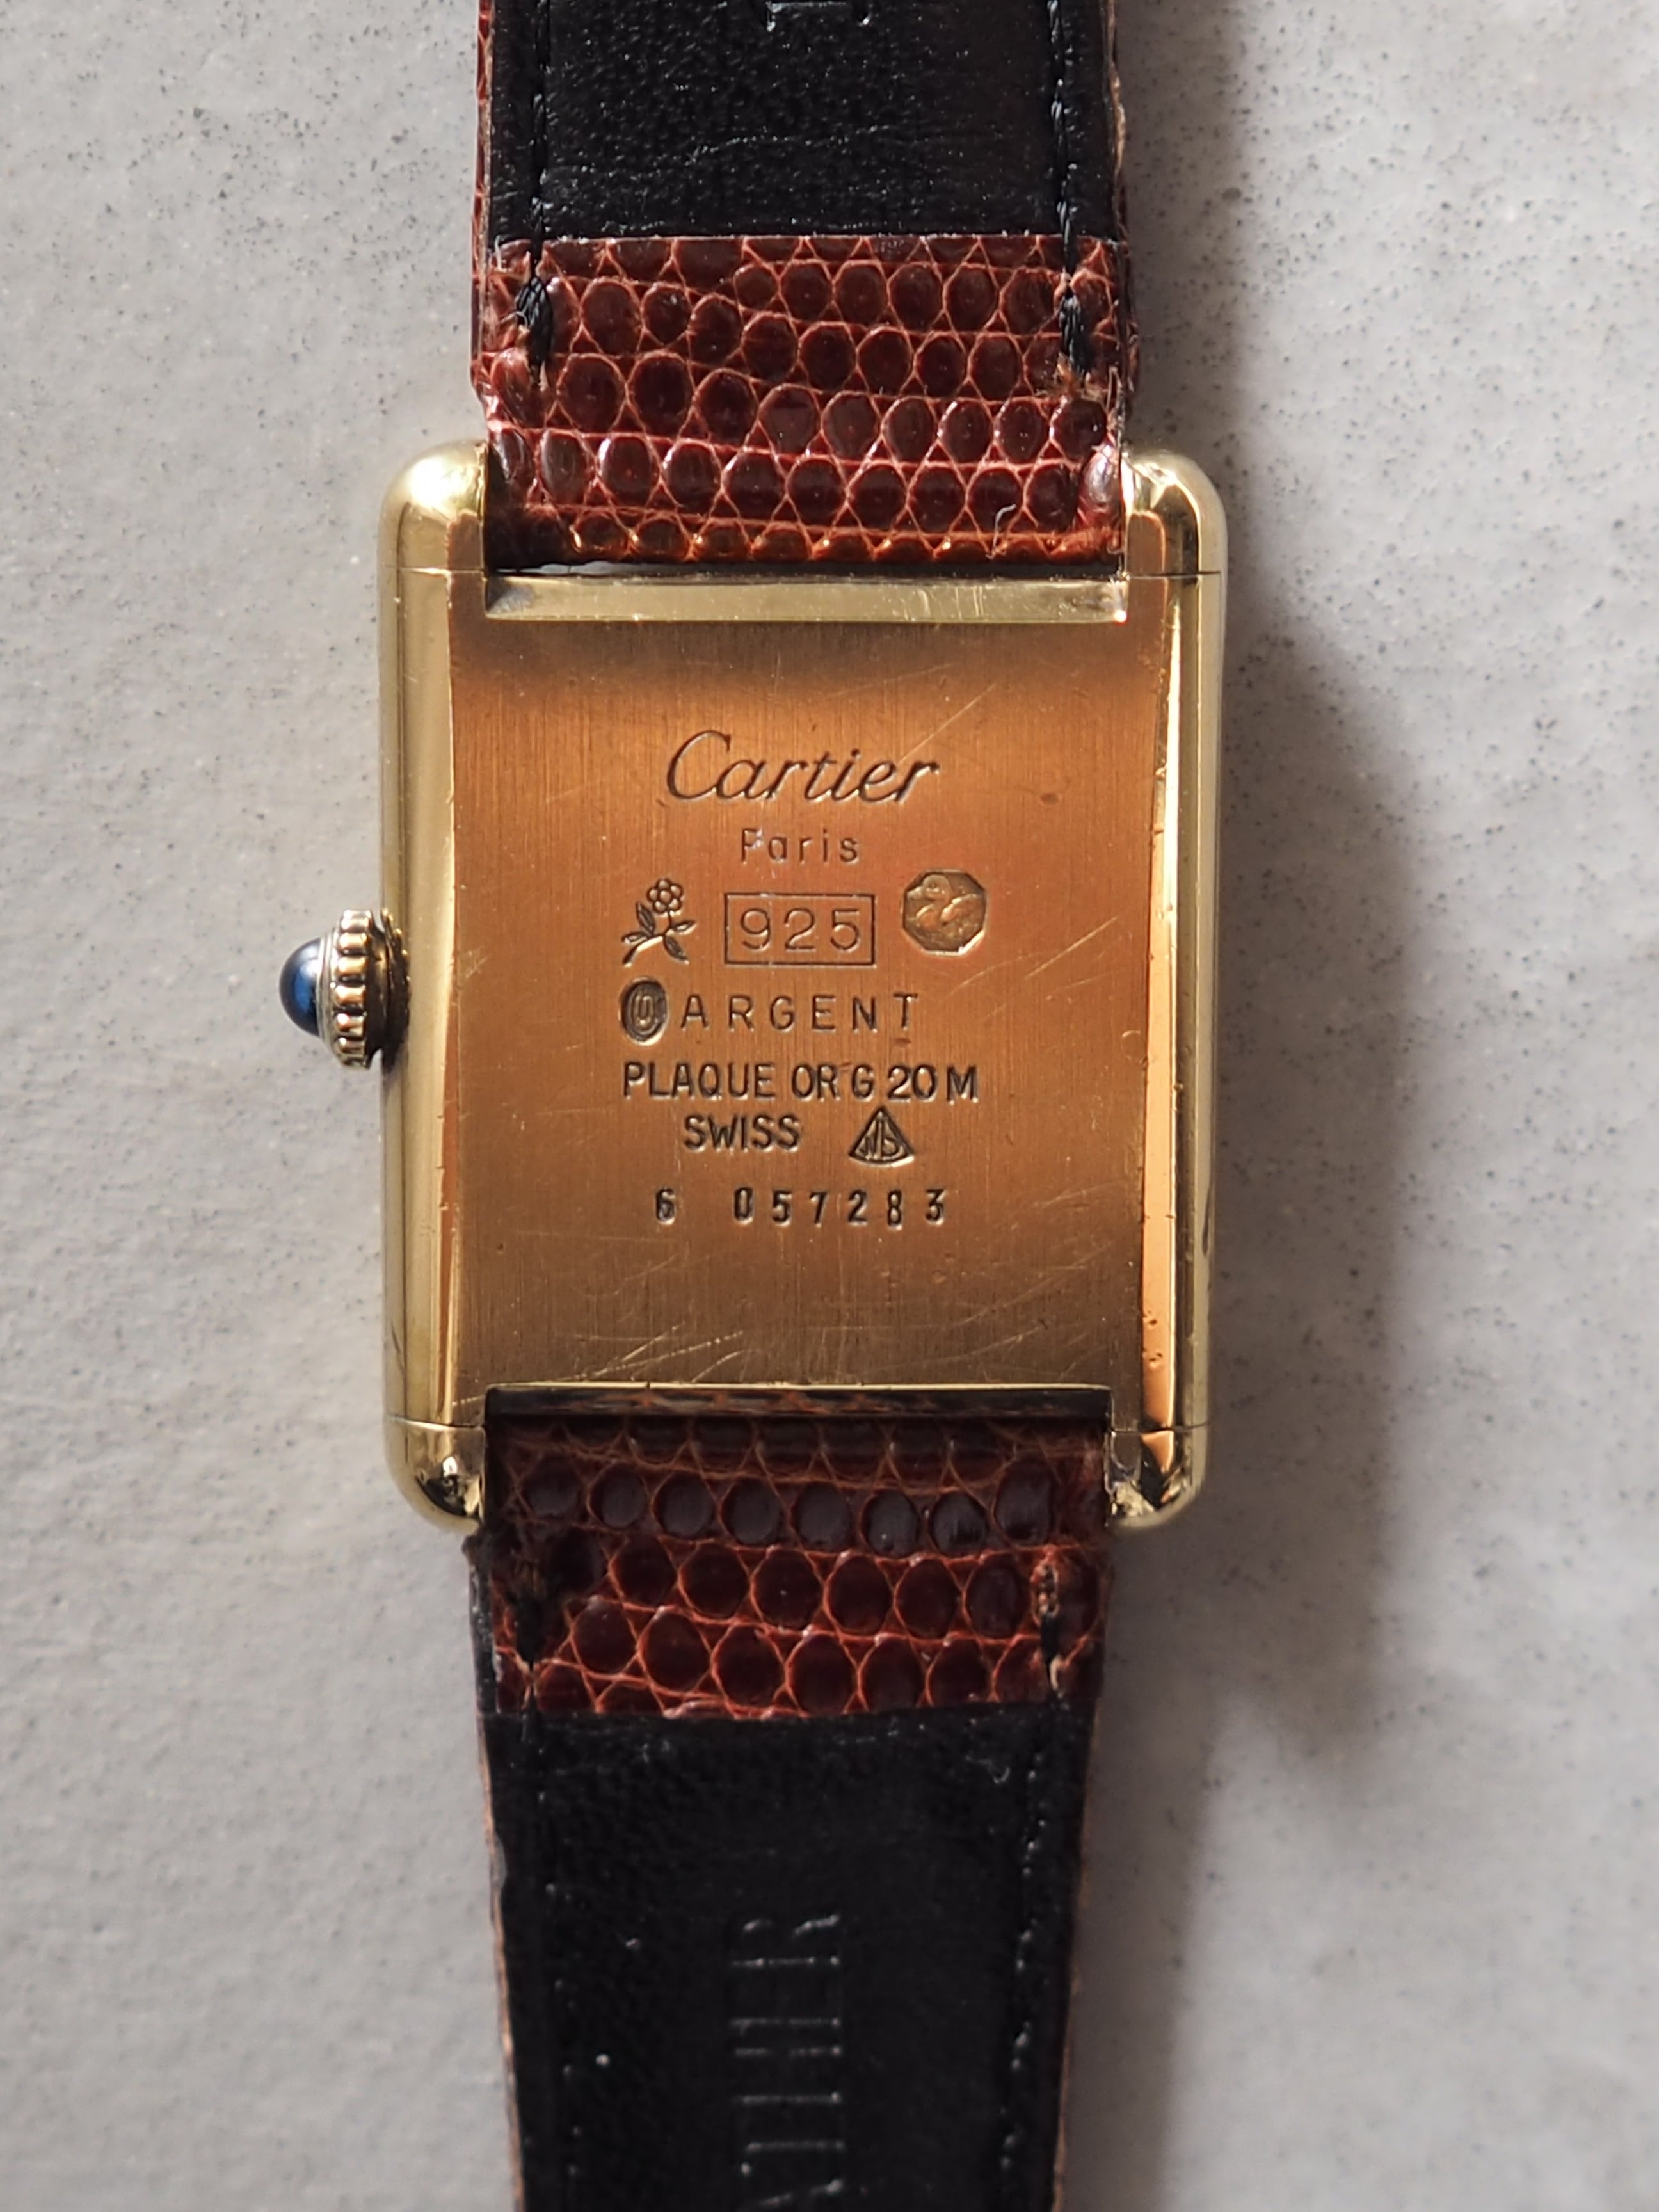 Cartier
Paris
925
ARGENT
PLAQUE OR G 20 M
SWISS
6 057283